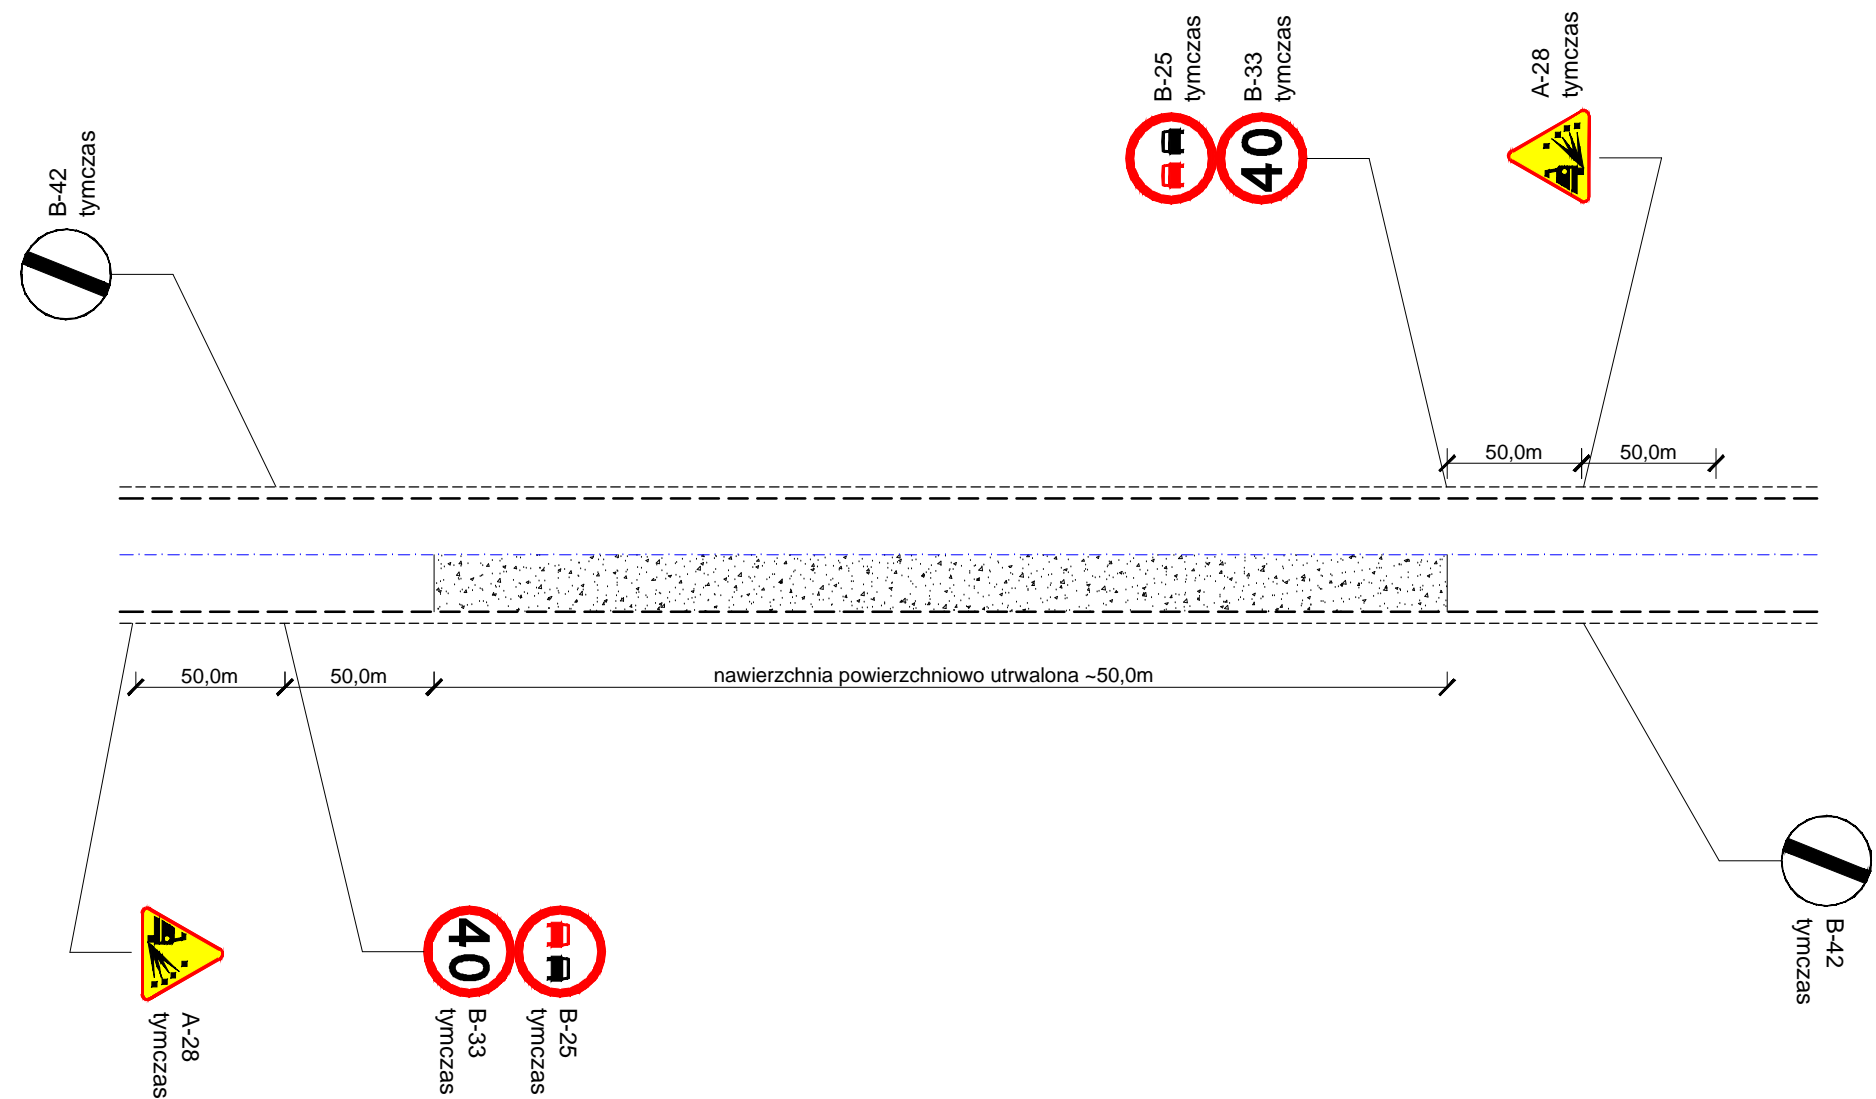 B-25
tymczas
B-33
tymczas
A-28
tymczas
40
B-42
tymczas
50,0m
50,0m
50,0m
50,0m
nawierzchnia powierzchniowo utrwalona ~50,0m
40
B-42
tymczas
A-28
tymczas
B-33
tymczas
B-25
tymczas